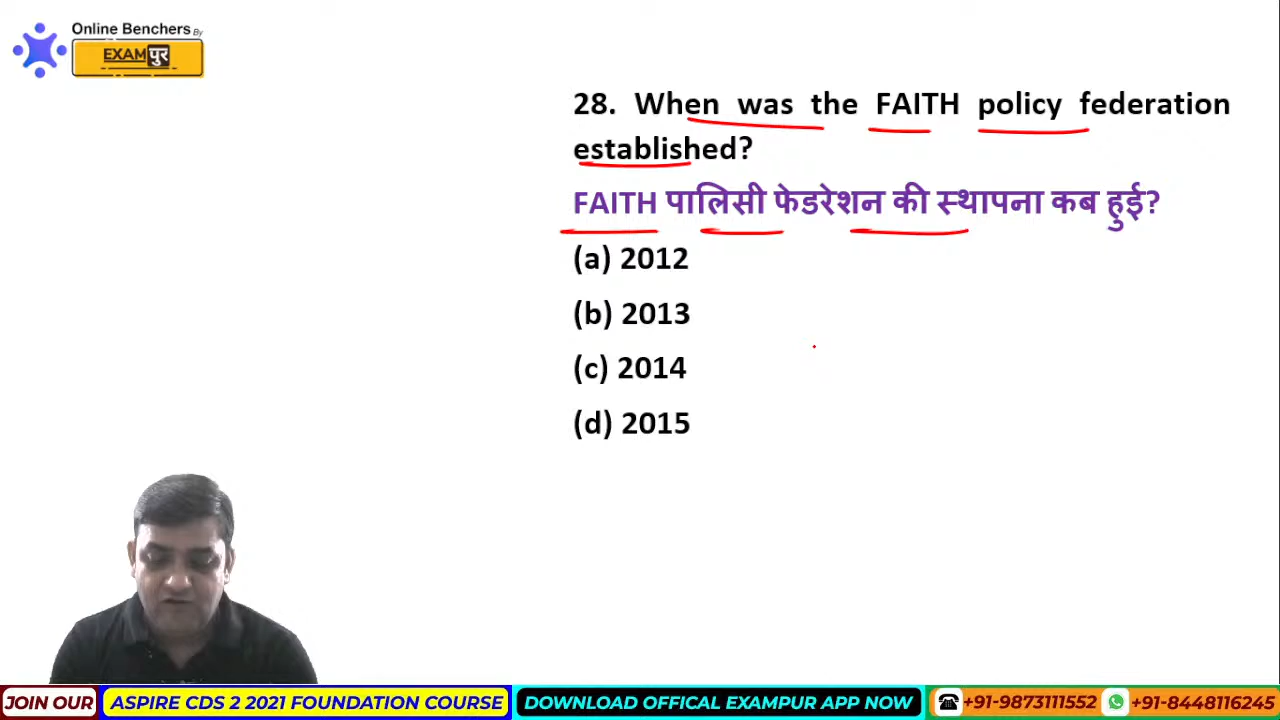 Online Benchers By
EXAMपुर
28. When was the FAITH policy federation
established?
FAITH पालिसी फेडरेशन की स्थापना कब हुई?
(a) 2012
(b) 2013
(c) 2014
(d) 2015
JOIN OUR ASPIRE CDS 2 2021 FOUNDATION COURSE DOWNLOAD OFFICAL EXAMPUR APP NOW +91-9873111552 +91-8448116245